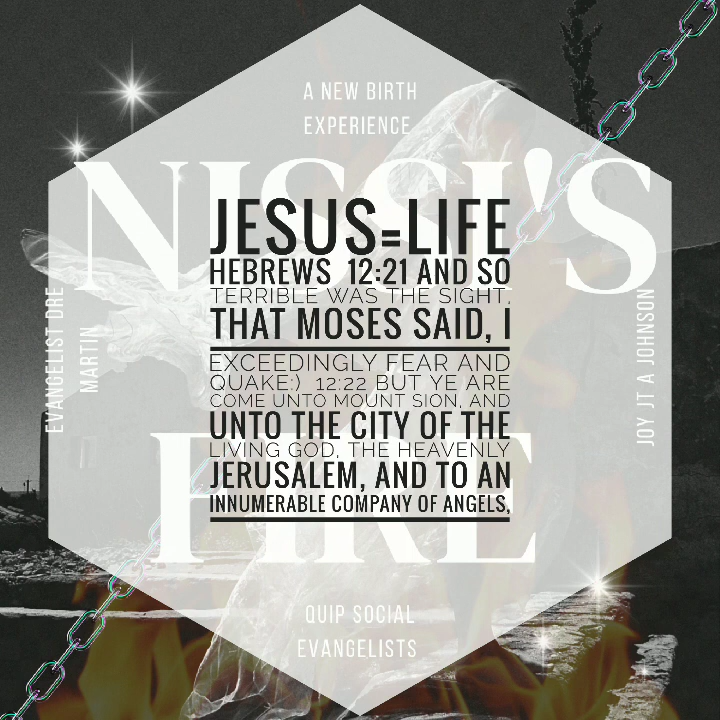 A NEW BIRTH
EXPERIENCE
NISSI'S
JESUS=LIFE
HEBREWS 12:21 AND SO
TERRIBLE WAS THE SIGHT,
THAT MOSES SAID, I
EXCEEDINGLY FEAR AND
QUAKE:) 12:22 BUT YE ARE
COME UNTO MOUNT SION, AND
UNTO THE CITY OF THE
LIVING GOD, THE HEAVENLY
JERUSALEM, AND TO AN
INNUMERABLE COMPANY OF ANGELS,
EVANGELIST DRE
MARTIN
JOY JT A JOHNSON
FIRE
QUIP SOCIAL
EVANGELISTS